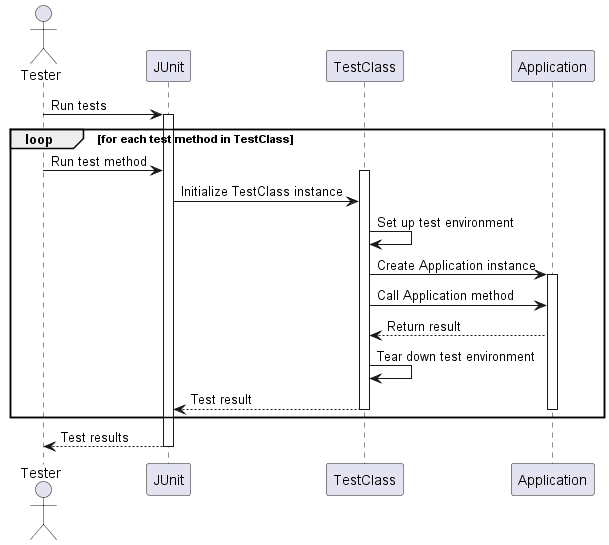 Tester
JUnit
TestClass
Application
Run tests
loop
[for each test method in TestClass]
Run test method
Initialize TestClass instance
Set up test environment
Create Application instance
Call Application method
Return result
Tear down test environment
Test result
Test results
Tester
JUnit
TestClass
Application